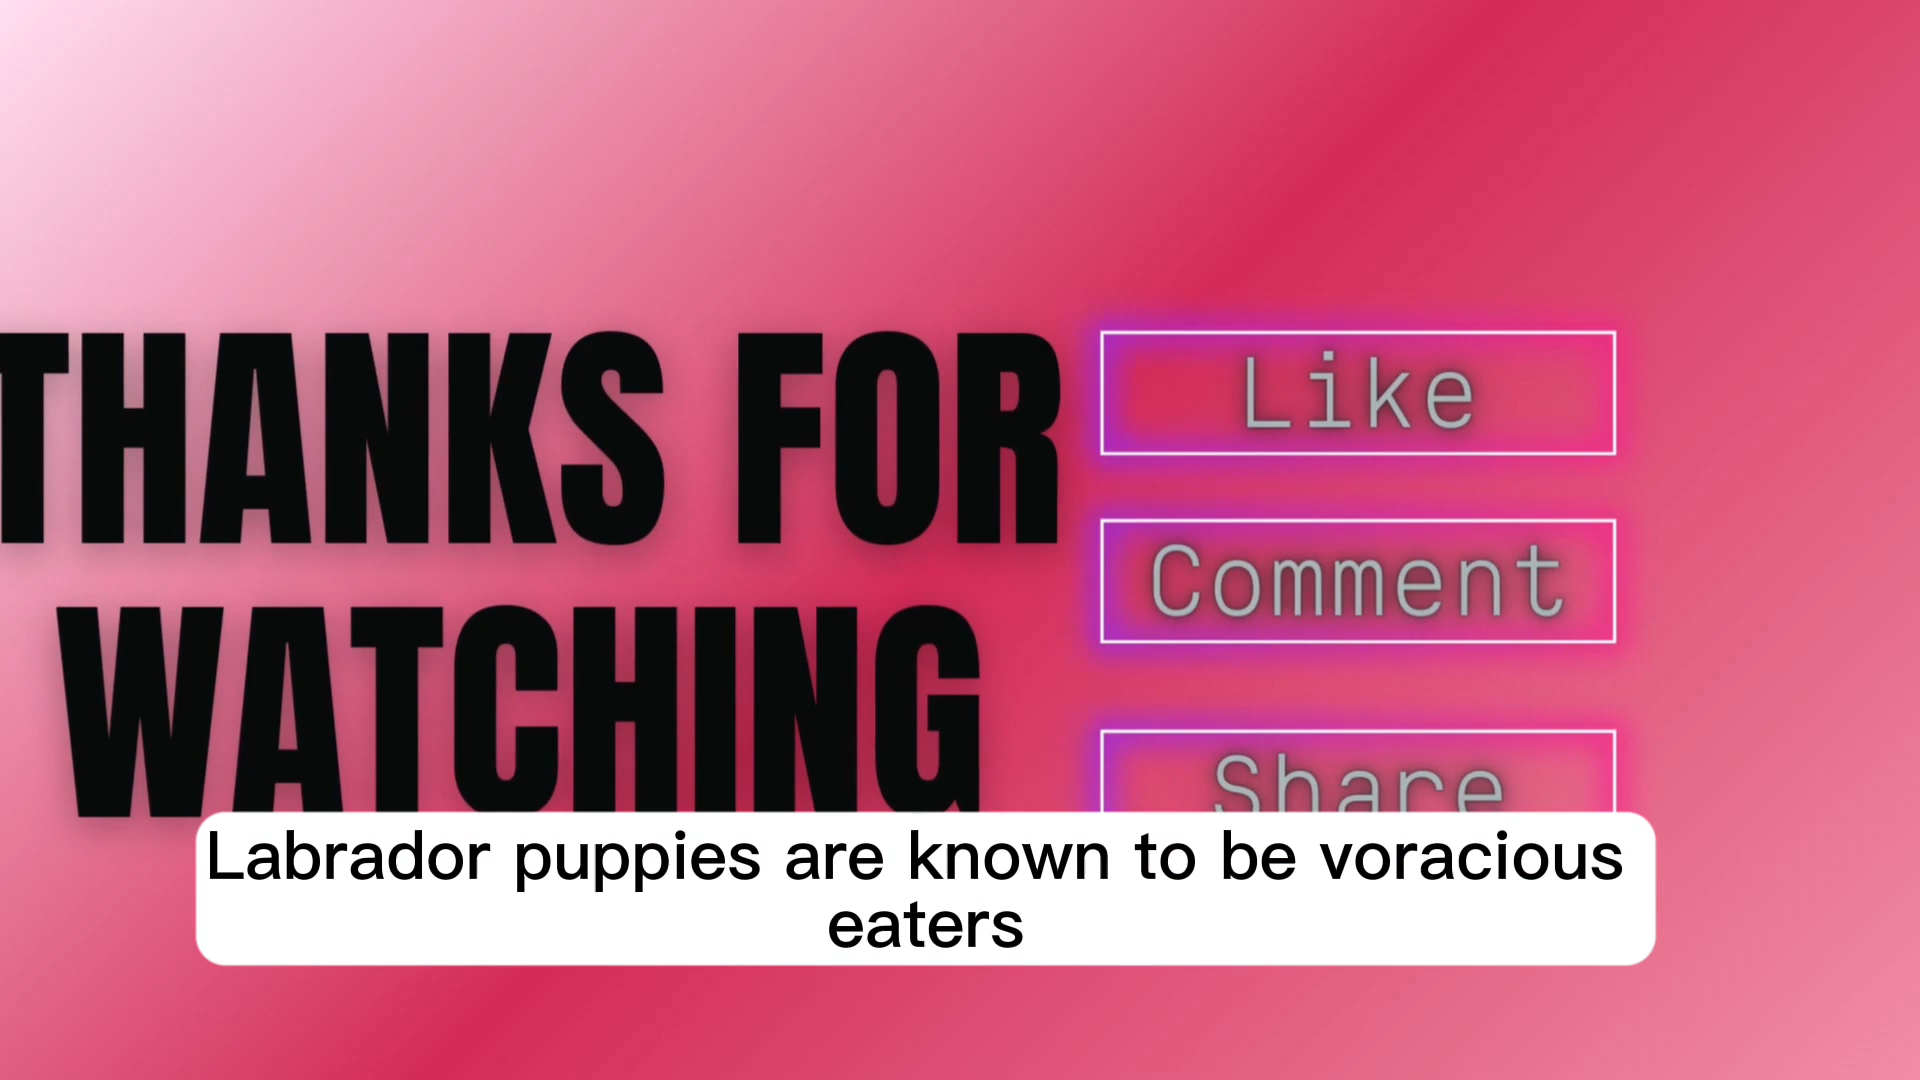 THANKS FOR
WATCHING
Like
Comment
Share
Labrador puppies are known to be voracious
eaters